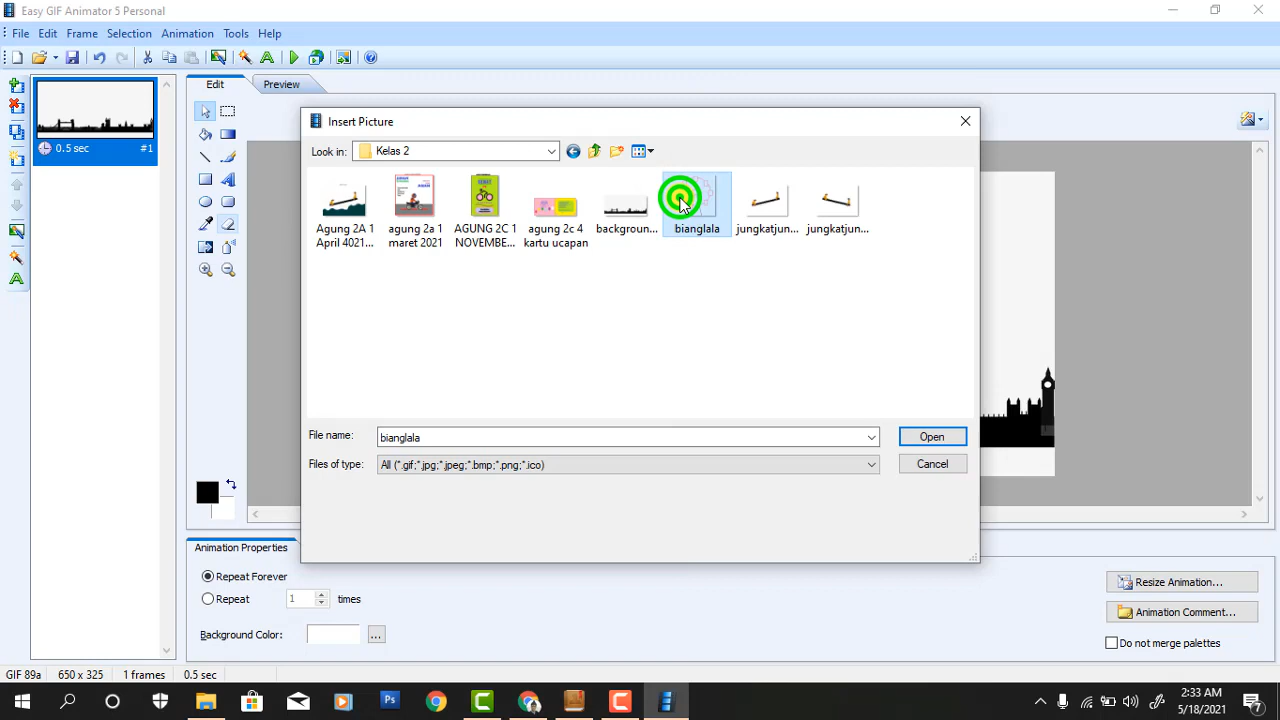 Easy GIF Animator 5 Personal
File Edit Frame Selection Animation Tools Help
Edit Preview
0.5 sec #1
Insert Picture
Look in: Kelas 2
Agung 2A 1 April 4021...
agung 2a 1 maret 2021
AGUNG 2C 1 NOVEMBE...
agung 2c 4 kartu ucapan
backgroun...
bianglala
jungkatjun...
jungkatjun...
File name: bianglala Open
Files of type: All (*.gif;*.jpg;*.jpeg;*.bmp;*.png;*.ico) Cancel
Animation Properties
Repeat Forever
Repeat 1 times
Background Color: ...
Resize Animation...
Animation Comment...
Do not merge palettes
GIF 89a 650 x 325 1 frames 0.5 sec
Ps
2:33 AM
5/18/2021
7